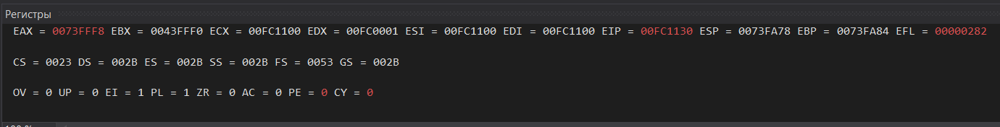 Регистры
EAX = 0073FFF8 EBX = 0043FFF0 ECX = 00FC1100 EDX = 00FC0001 ESI = 00FC1100 EDI = 00FC1100 EIP = 00FC1130 ESP = 0073FA78 EBP = 0073FA84 EFL = 00000282
CS = 0023 DS = 002B ES = 002B SS = 002B FS = 0053 GS = 002B
OV = 0 UP = 0 EI = 1 PL = 1 ZR = 0 AC = 0 PE = 0 CY = 0